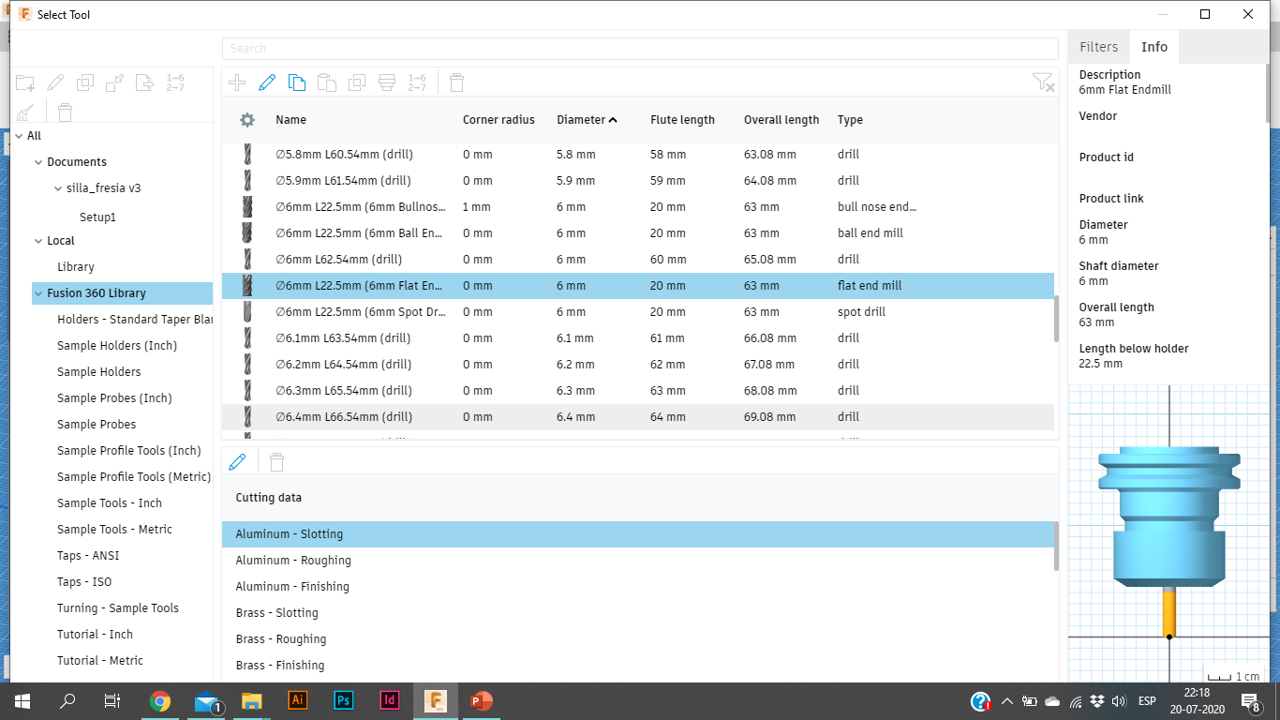 Select Tool
Search
Filters
Info
1→6
2→7
1→6
2→7
All
Documents
silla_fresia v3
Setup1
Local
Library
Fusion 360 Library
Holders - Standard Taper Blan
Sample Holders (Inch)
Sample Holders
Sample Probes (Inch)
Sample Probes
Sample Profile Tools (Inch)
Sample Profile Tools (Metric)
Sample Tools - Inch
Sample Tools - Metric
Taps - ANSI
Taps - ISO
Turning - Sample Tools
Tutorial - Inch
Tutorial - Metric
Name Corner radius Diameter Flute length Overall length Type
∅5.8mm L60.54mm (drill) 0 mm 5.8 mm 58 mm 63.08 mm drill
∅5.9mm L61.54mm (drill) 0 mm 5.9 mm 59 mm 64.08 mm drill
∅6mm L22.5mm (6mm Bullnos... 1 mm 6 mm 20 mm 63 mm bull nose end...
∅6mm L22.5mm (6mm Ball En... 0 mm 6 mm 20 mm 63 mm ball end mill
∅6mm L62.54mm (drill) 0 mm 6 mm 60 mm 65.08 mm drill
∅6mm L22.5mm (6mm Flat En... 0 mm 6 mm 20 mm 63 mm flat end mill
∅6mm L22.5mm (6mm Spot Dr... 0 mm 6 mm 20 mm 63 mm spot drill
∅6.1mm L63.54mm (drill) 0 mm 6.1 mm 61 mm 66.08 mm drill
∅6.2mm L64.54mm (drill) 0 mm 6.2 mm 62 mm 67.08 mm drill
∅6.3mm L65.54mm (drill) 0 mm 6.3 mm 63 mm 68.08 mm drill
∅6.4mm L66.54mm (drill) 0 mm 6.4 mm 64 mm 69.08 mm drill
Cutting data
Aluminum - Slotting
Aluminum - Roughing
Aluminum - Finishing
Brass - Slotting
Brass - Roughing
Brass - Finishing
Description
6mm Flat Endmill
Vendor
Product id
Product link
Diameter
6 mm
Shaft diameter
6 mm
Overall length
63 mm
Length below holder
22.5 mm
1 cm
1
Ai
Ps
Id
F
P
ESP
22:18
20-07-2020
8